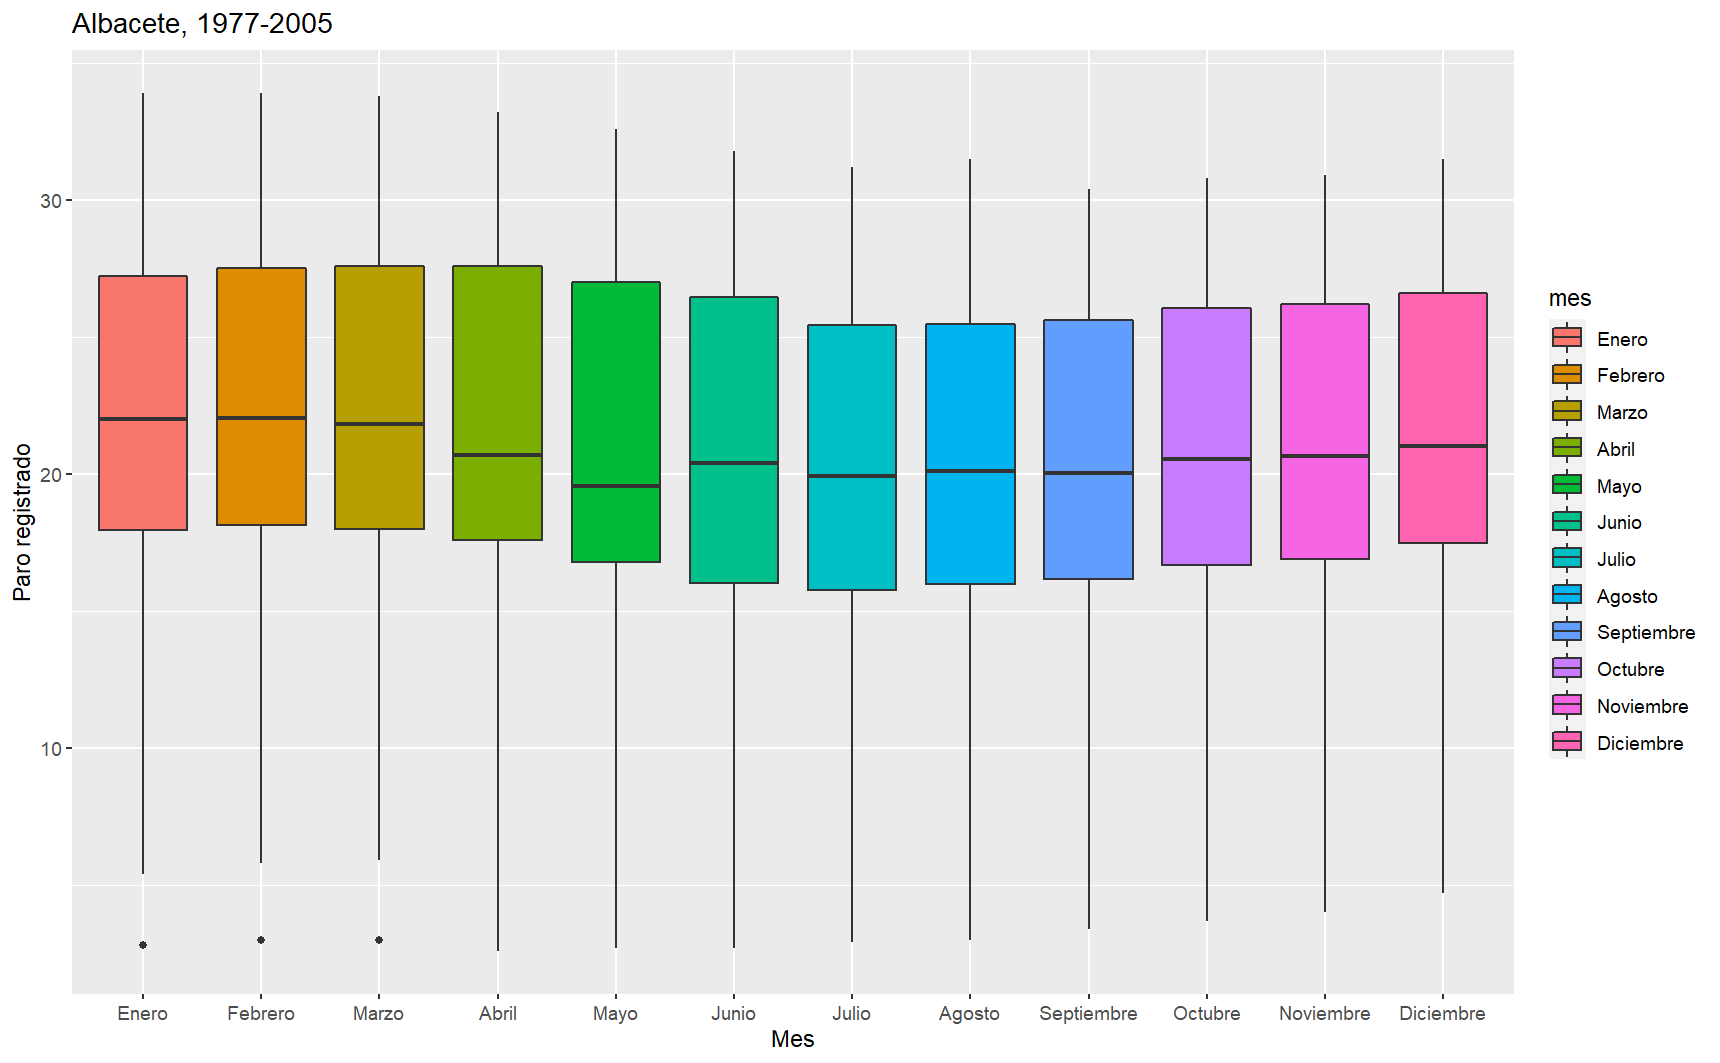 Albacete, 1977-2005
Paro registrado
30
20
10
Enero
Febrero
Marzo
Abril
Mayo
Junio
Julio
Agosto
Septiembre
Octubre
Noviembre
Diciembre
Mes
mes
Enero
Febrero
Marzo
Abril
Mayo
Junio
Julio
Agosto
Septiembre
Octubre
Noviembre
Diciembre